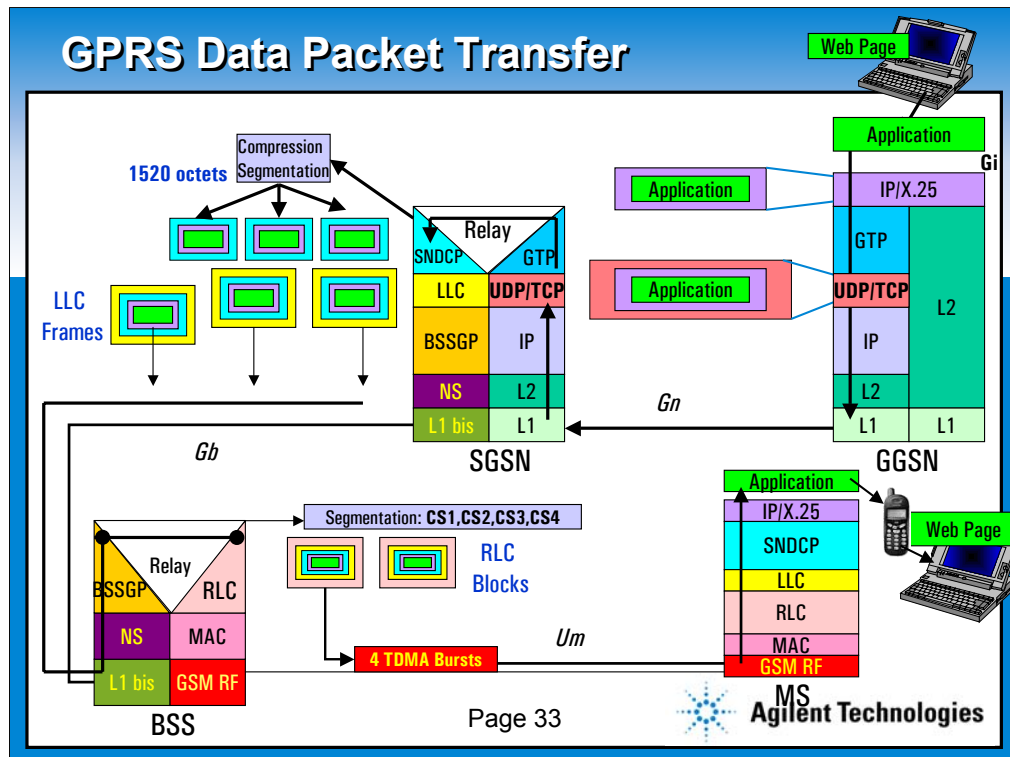 GPRS Data Packet Transfer
Web Page
Application
Gi
Compression
Segmentation
1520 octets
Application
IP/X.25
Relay
SNDCP
GTP
GTP
LLC
UDP/TCP
Application
UDP/TCP
L2
LLC
Frames
BSSGP
IP
IP
NS
L2
L2
Gn
L1 bis
L1
L1
L1
Gb
SGSN
GGSN
Application
Segmentation: CS1,CS2,CS3,CS4
IP/X.25
Web Page
RLC
Blocks
SNDCP
Relay
BSSGP
RLC
LLC
RLC
NS
MAC
Um
MAC
4 TDMA Bursts
GSM RF
L1 bis
GSM RF
MS
BSS
Page 33
Agilent Technologies